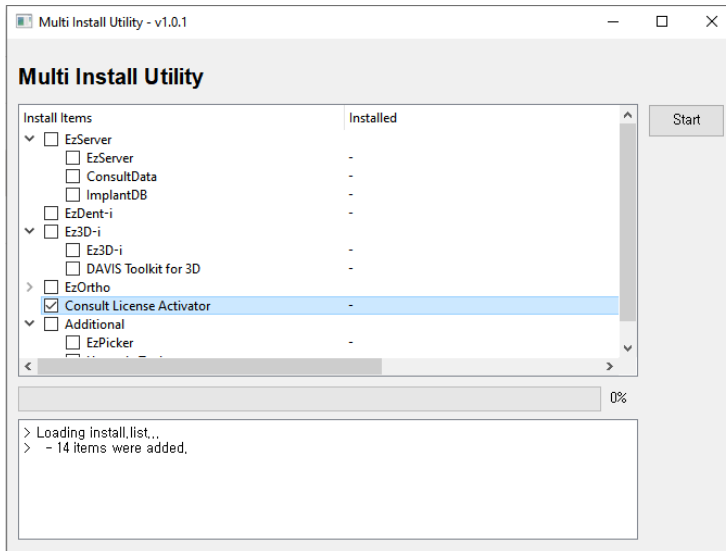 Multi Install Utility - v1.0.1
Multi Install Utility
Install Items Installed
EzServer
EzServer -
ConsultData -
ImplantDB -
EzDent-i -
Ez3D-i
Ez3D-i -
DAVIS Toolkit for 3D -
EzOrtho
Consult License Activator -
Additional
EzPicker -
Start
0%
> Loading install,list,,,
> - 14 items were added,